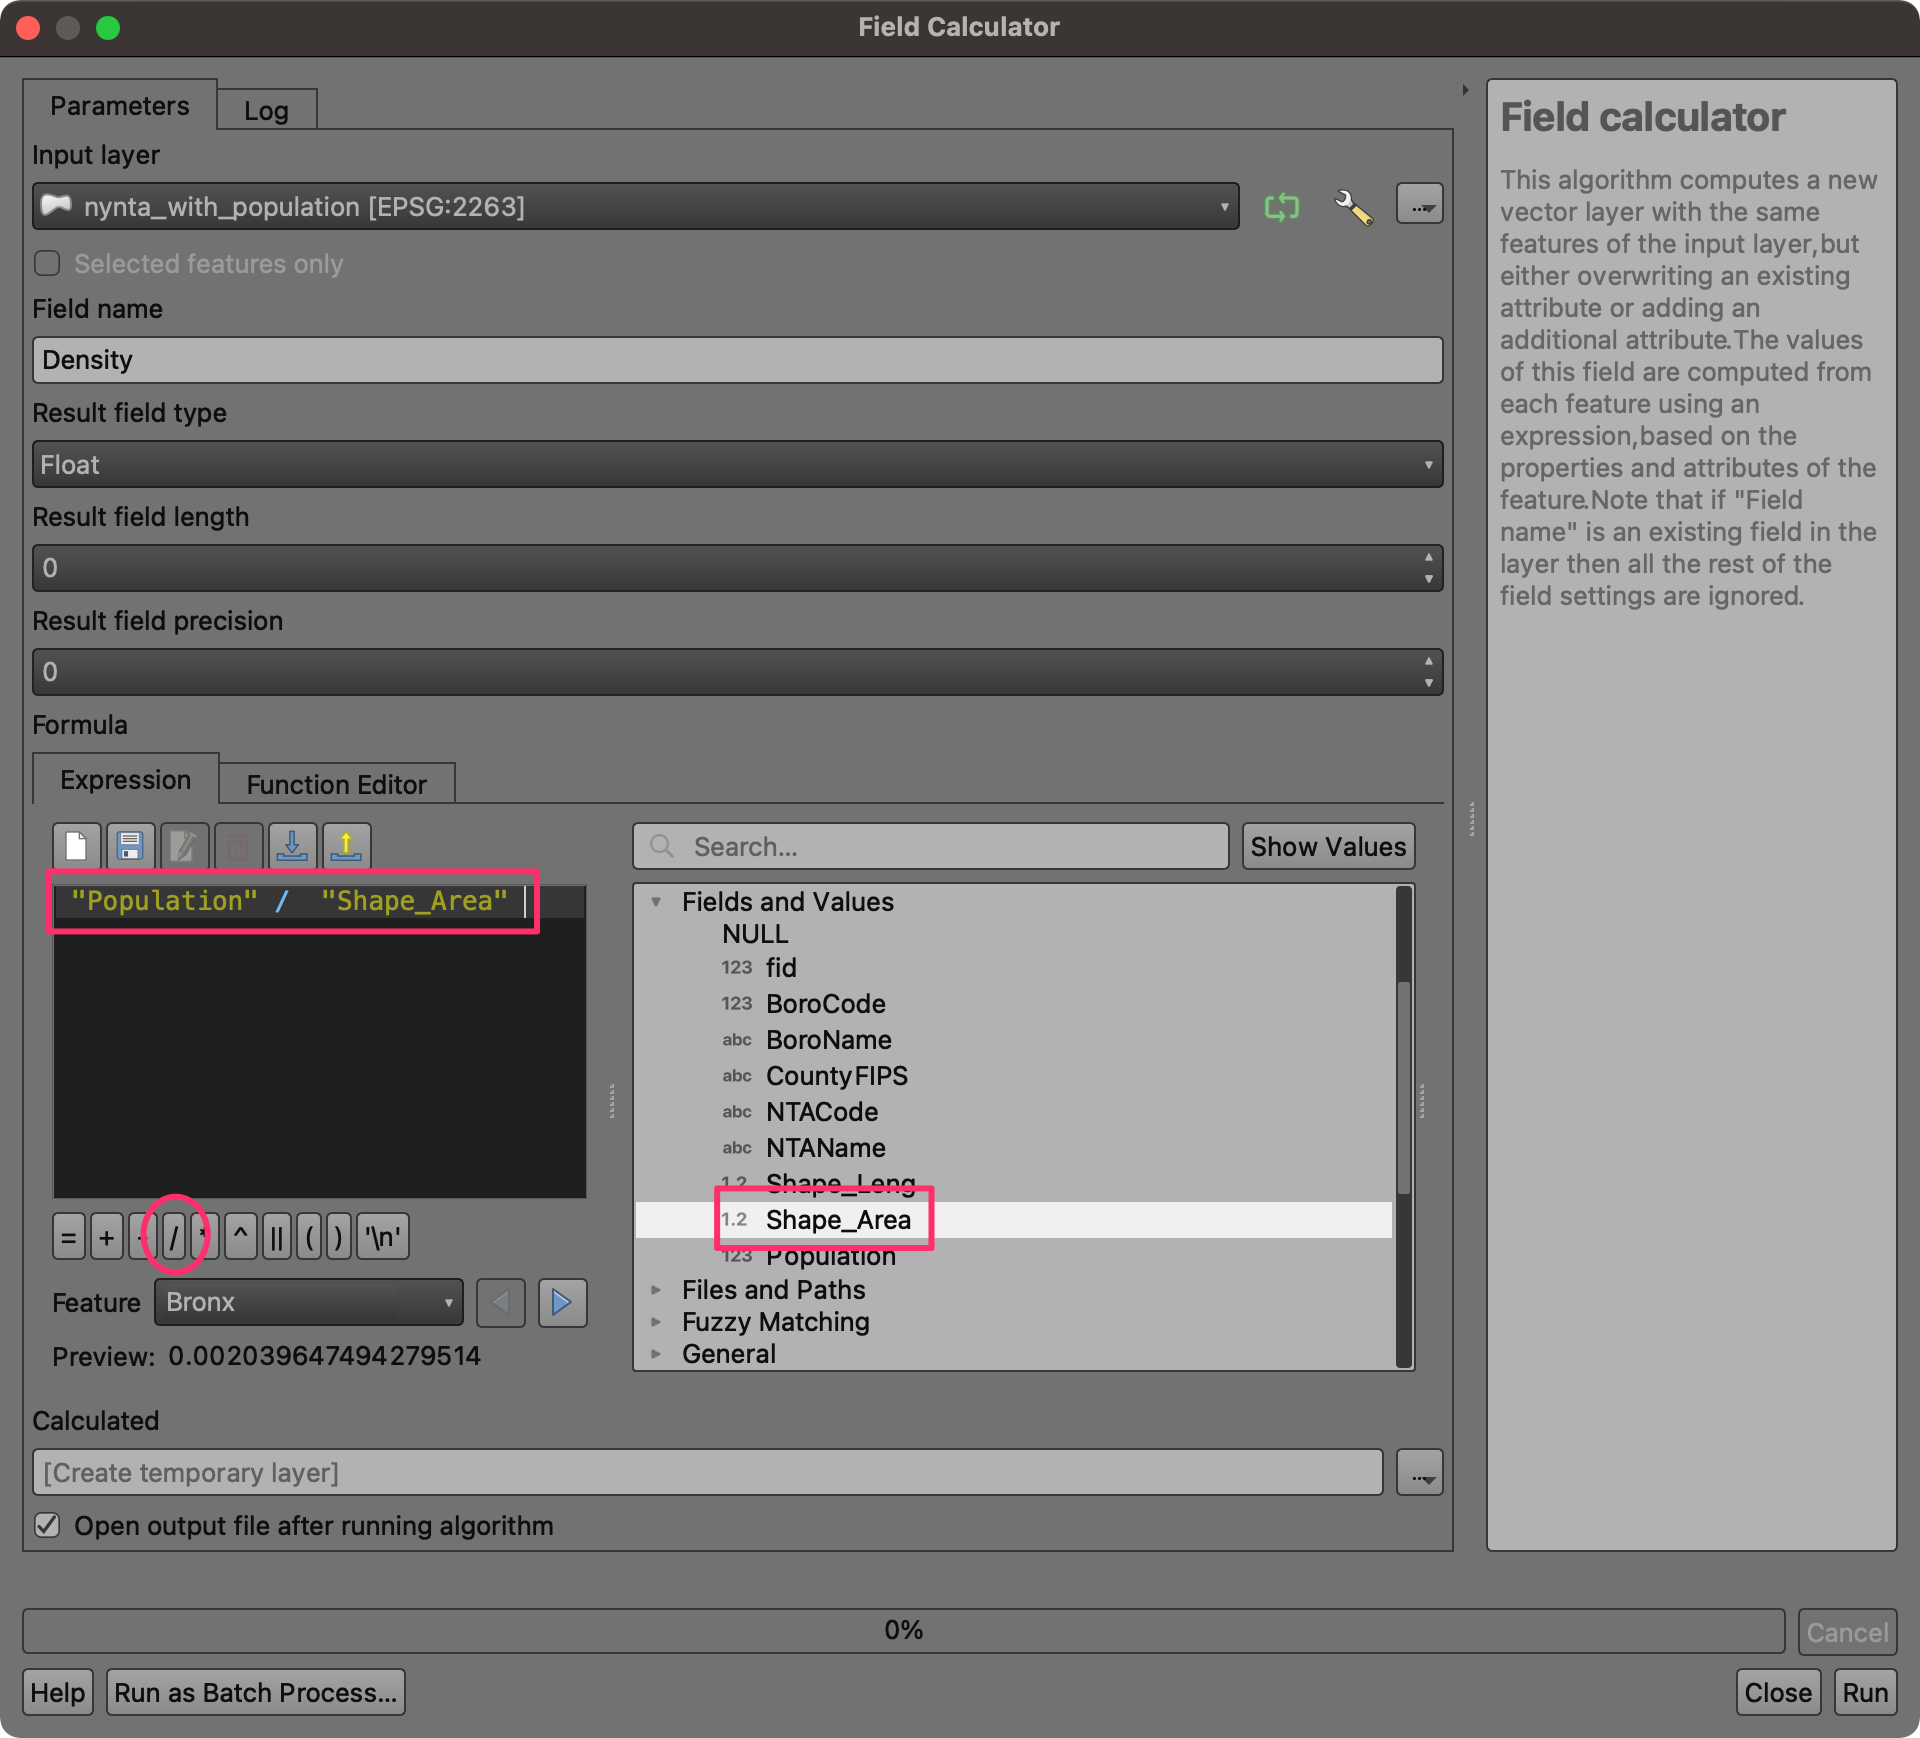 Field Calculator
Parameters
Log
Input layer
nynta_with_population [EPSG:2263]
...
Selected features only
Field name
Density
Result field type
Float
Result field length
0
Result field precision
0
Formula
Expression
Function Editor
"Population" / "Shape_Area"
= + - / * ^ || ( ) '\n'
Feature
Bronx
Preview: 0.002039647494279514
Search...
Show Values
Fields and Values
NULL
123 fid
123 BoroCode
abc BoroName
abc CountyFIPS
abc NTACode
abc NTAName
1.2 Shape_Leng
1.2 Shape_Area
123 Population
Files and Paths
Fuzzy Matching
General
Calculated
[Create temporary layer]
...
Open output file after running algorithm
Field calculator
This algorithm computes a new
vector layer with the same
features of the input layer,but
either overwriting an existing
attribute or adding an
additional attribute.The values
of this field are computed from
each feature using an
expression,based on the
properties and attributes of the
feature.Note that if "Field
name" is an existing field in the
layer then all the rest of the
field settings are ignored.
0%
Cancel
Help
Run as Batch Process...
Close
Run